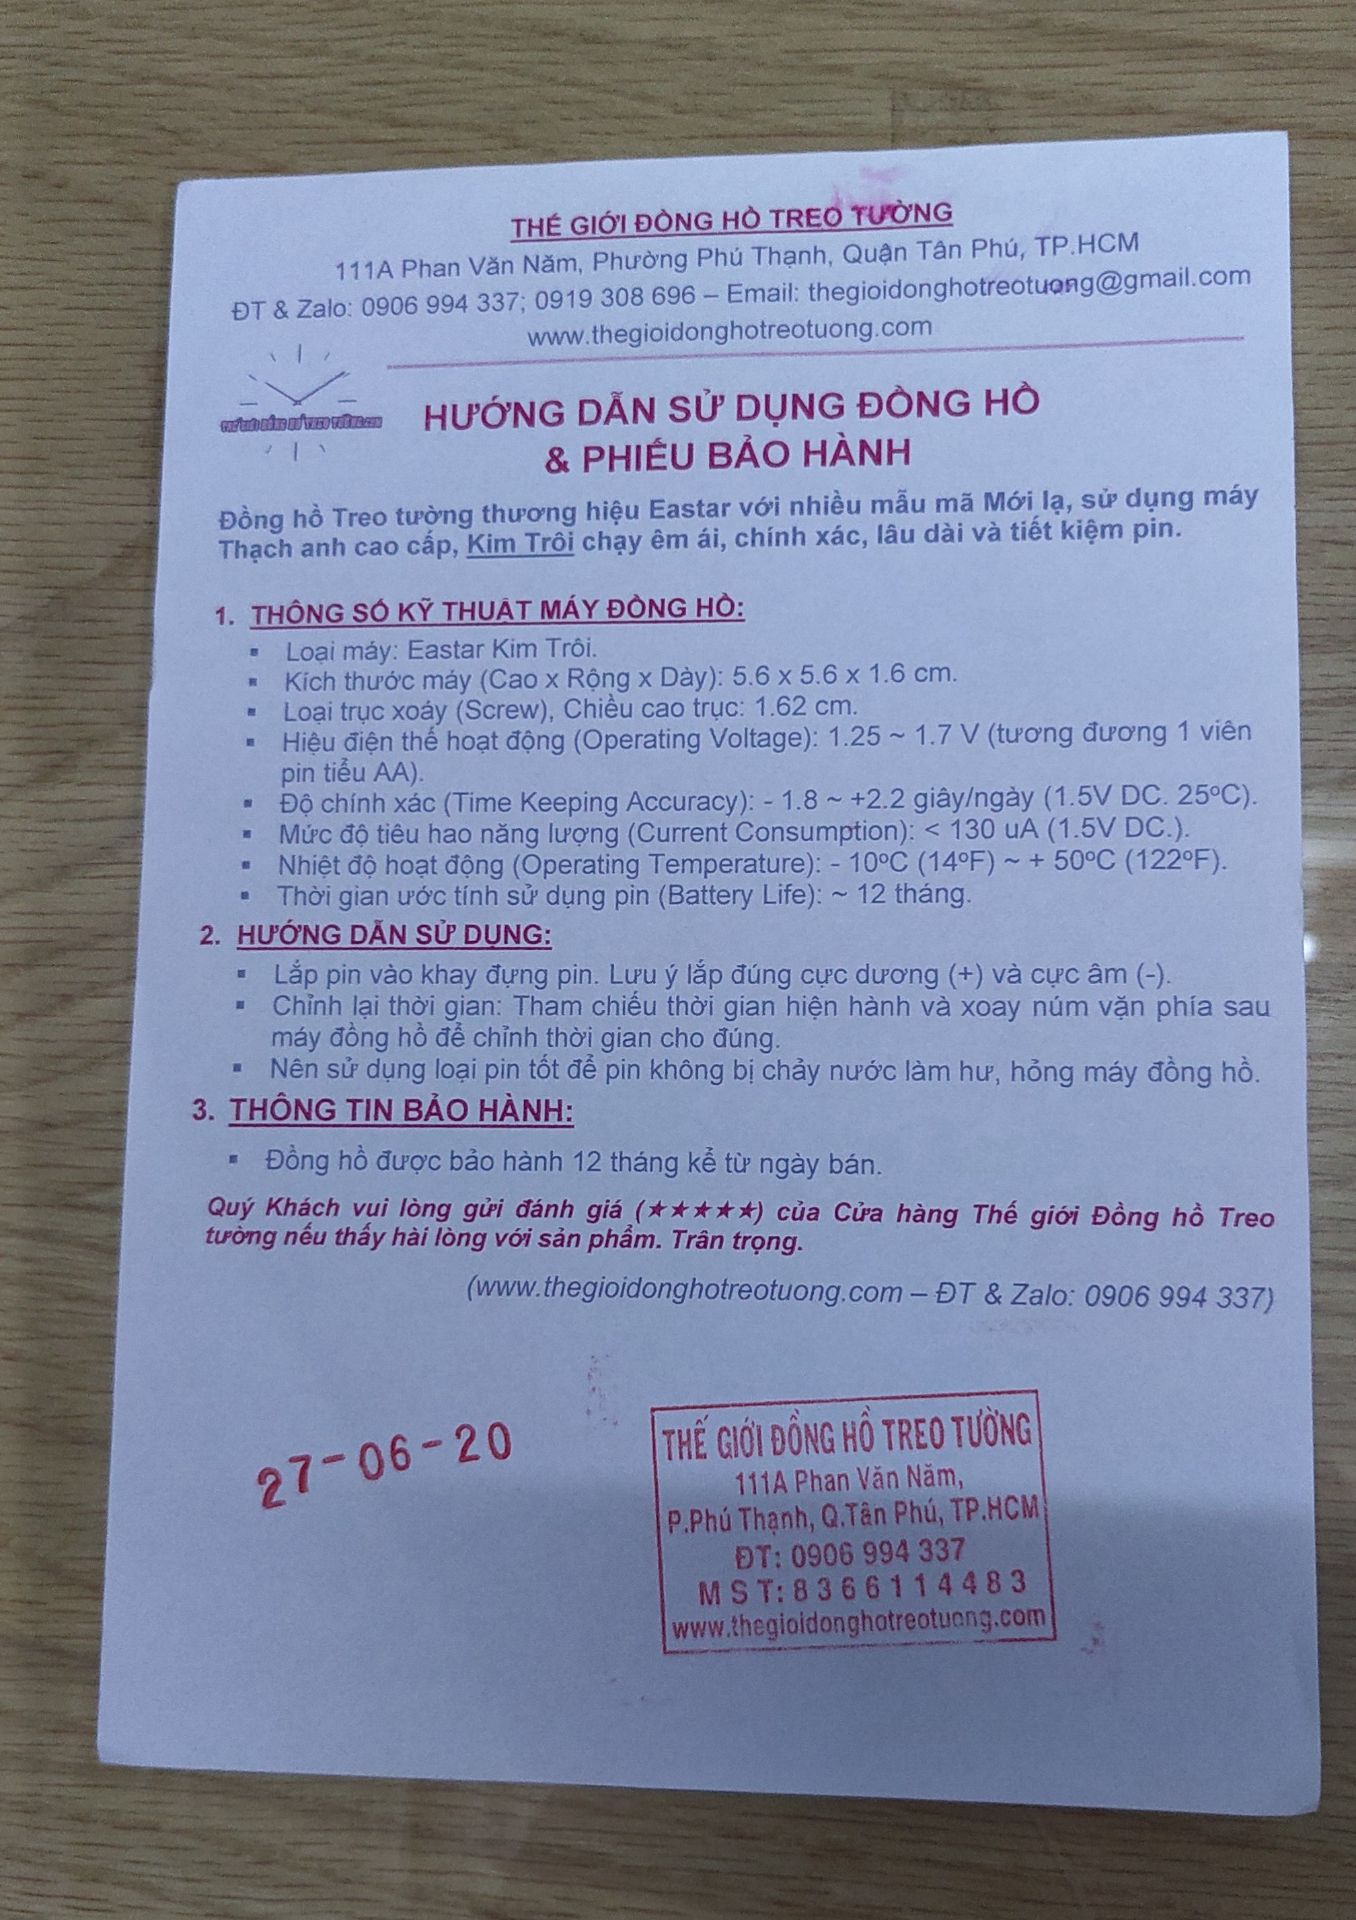 THẾ GIỚI ĐỒNG HỒ TREO TƯỜNG
111A Phan Văn Năm, Phường Phú Thạnh, Quận Tân Phú, TP.HCM
ĐT & Zalo: 0906 994 337; 0919 308 696 – Email: thegioidonghotreotuong@gmail.com
www.thegioidonghotreotuong.com
THẾ GIỚI ĐỒNG HỒ TREO TƯỜNG.com
HƯỚNG DẪN SỬ DỤNG ĐỒNG HỒ
& PHIẾU BẢO HÀNH
Đồng hồ Treo tường thương hiệu Eastar với nhiều mẫu mã Mới lạ, sử dụng máy
Thạch anh cao cấp, Kim Trôi chạy êm ái, chính xác, lâu dài và tiết kiệm pin.
1. THÔNG SỐ KỸ THUẬT MÁY ĐỒNG HỒ:
▪ Loại máy: Eastar Kim Trôi.
▪ Kích thước máy (Cao x Rộng x Dày): 5.6 x 5.6 x 1.6 cm.
▪ Loại trục xoáy (Screw), Chiều cao trục: 1.62 cm.
▪ Hiệu điện thế hoạt động (Operating Voltage): 1.25 ~ 1.7 V (tương đương 1 viên
pin tiểu AA).
▪ Độ chính xác (Time Keeping Accuracy): - 1.8 ~ +2.2 giây/ngày (1.5V DC. 25ºC).
▪ Mức độ tiêu hao năng lượng (Current Consumption): < 130 uA (1.5V DC.).
▪ Nhiệt độ hoạt động (Operating Temperature): - 10ºC (14ºF) ~ + 50ºC (122ºF).
▪ Thời gian ước tính sử dụng pin (Battery Life): ~ 12 tháng.
2. HƯỚNG DẪN SỬ DỤNG:
▪ Lắp pin vào khay đựng pin. Lưu ý lắp đúng cực dương (+) và cực âm (-).
▪ Chỉnh lại thời gian: Tham chiếu thời gian hiện hành và xoay núm vặn phía sau
máy đồng hồ để chỉnh thời gian cho đúng.
▪ Nên sử dụng loại pin tốt để pin không bị chảy nước làm hư, hỏng máy đồng hồ.
3. THÔNG TIN BẢO HÀNH:
▪ Đồng hồ được bảo hành 12 tháng kể từ ngày bán.
Quý Khách vui lòng gửi đánh giá (★★★★★) của Cửa hàng Thế giới Đồng hồ Treo
tường nếu thấy hài lòng với sản phẩm. Trân trọng.
(www.thegioidonghotreotuong.com – ĐT & Zalo: 0906 994 337)
27-06-20
THẾ GIỚI ĐỒNG HỒ TREO TƯỜNG
111A Phan Văn Năm,
P.Phú Thạnh, Q.Tân Phú, TP.HCM
ĐT: 0906 994 337
MST: 8366114483
www.thegioidonghotreotuong.com